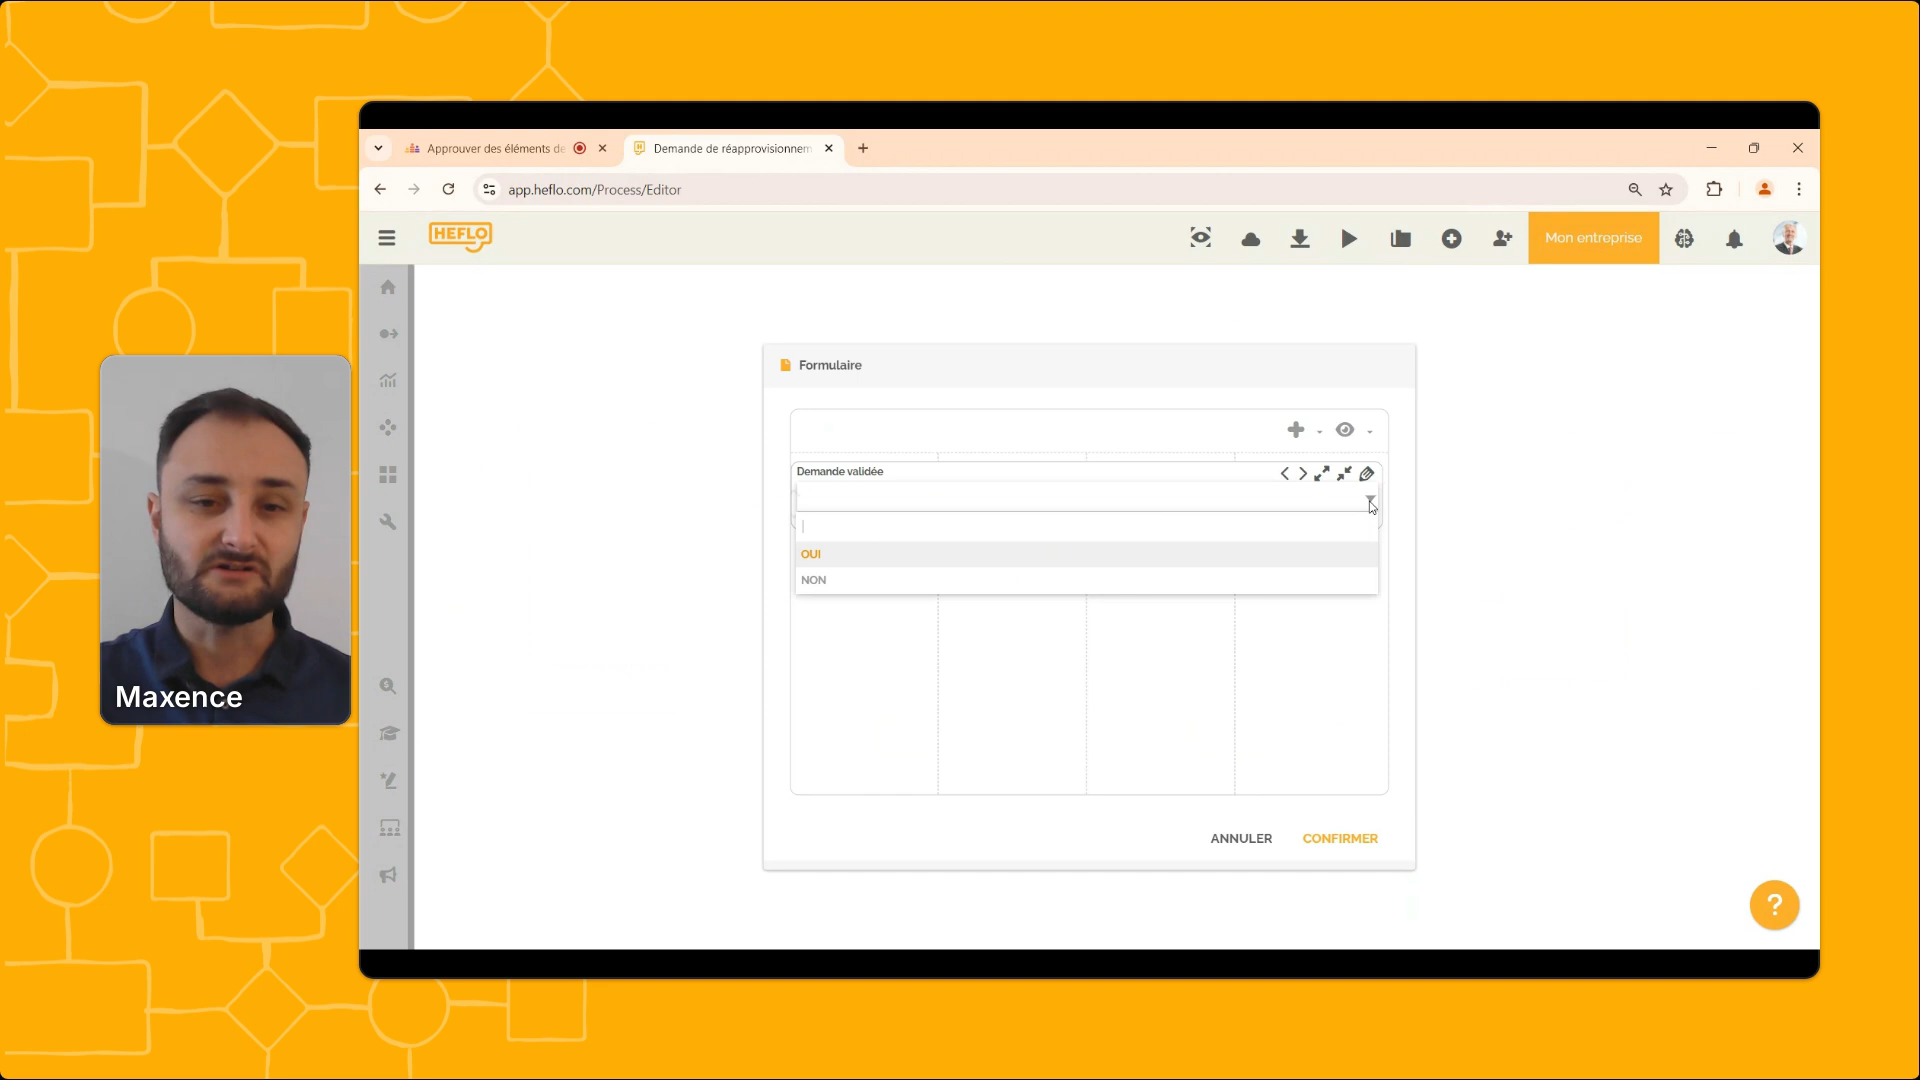 Approuver des éléments de
Demande de réapprovisionnem
app.heflo.com/Process/Editor
HEFLO
Mon entreprise
Formulaire
Demande validée
OUI
NON
ANNULER
CONFIRMER
?
Maxence